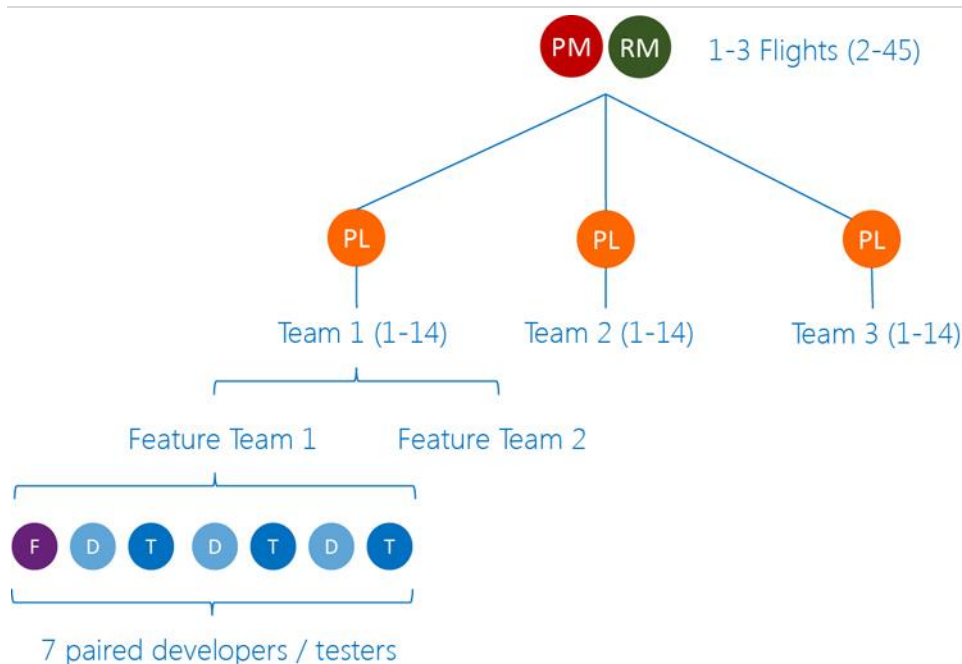 PM RM 1-3 Flights (2-45)
PL PL PL
Team 1 (1-14) Team 2 (1-14) Team 3 (1-14)
Feature Team 1 Feature Team 2
F D T D T D T
7 paired developers / testers